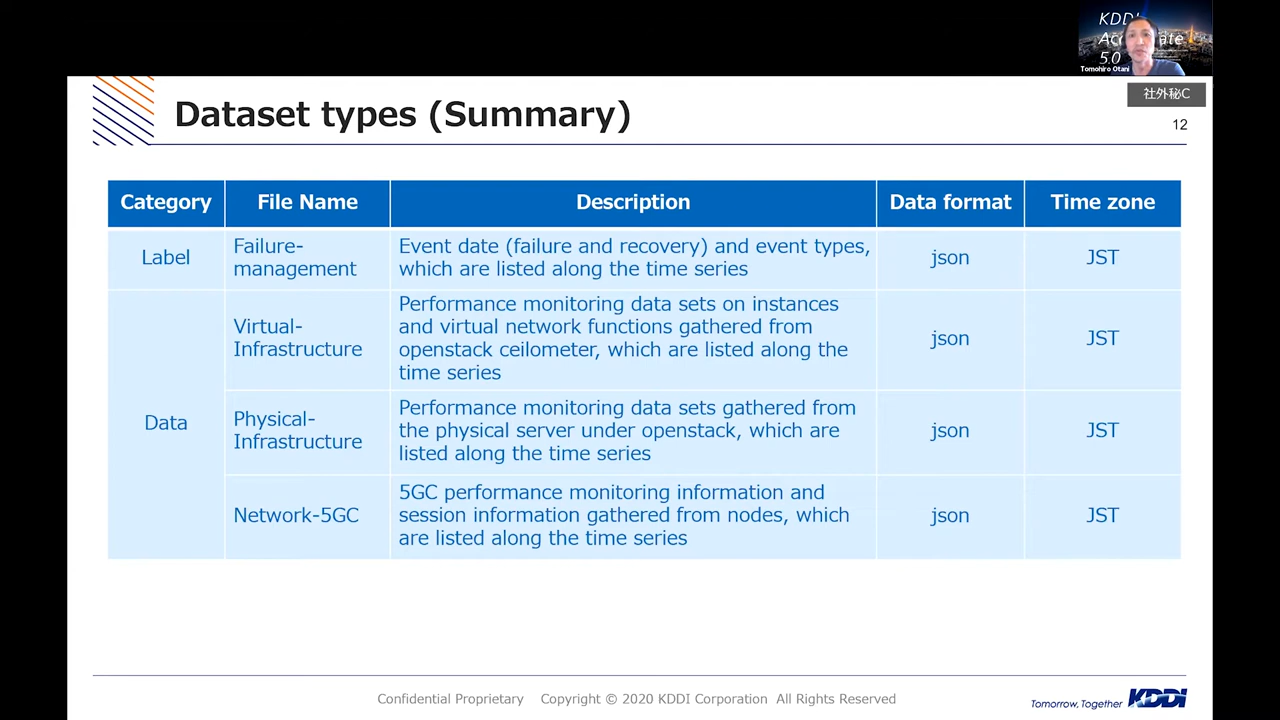 KDDI
Accelerate
5.0
Tomohiro Otani
社外秘C
12
Dataset types (Summary)
Category File Name Description Data format Time zone
Label
Failure-
management
Event date (failure and recovery) and event types,
which are listed along the time series
json
JST
Data
Virtual-
Infrastructure
Performance monitoring data sets on instances
and virtual network functions gathered from
openstack ceilometer, which are listed along the
time series
json
JST
Physical-
Infrastructure
Performance monitoring data sets gathered from
the physical server under openstack, which are
listed along the time series
json
JST
Network-5GC
5GC performance monitoring information and
session information gathered from nodes, which
are listed along the time series
json
JST
Confidential Proprietary Copyright © 2020 KDDI Corporation All Rights Reserved
Tomorrow, Together KDDI